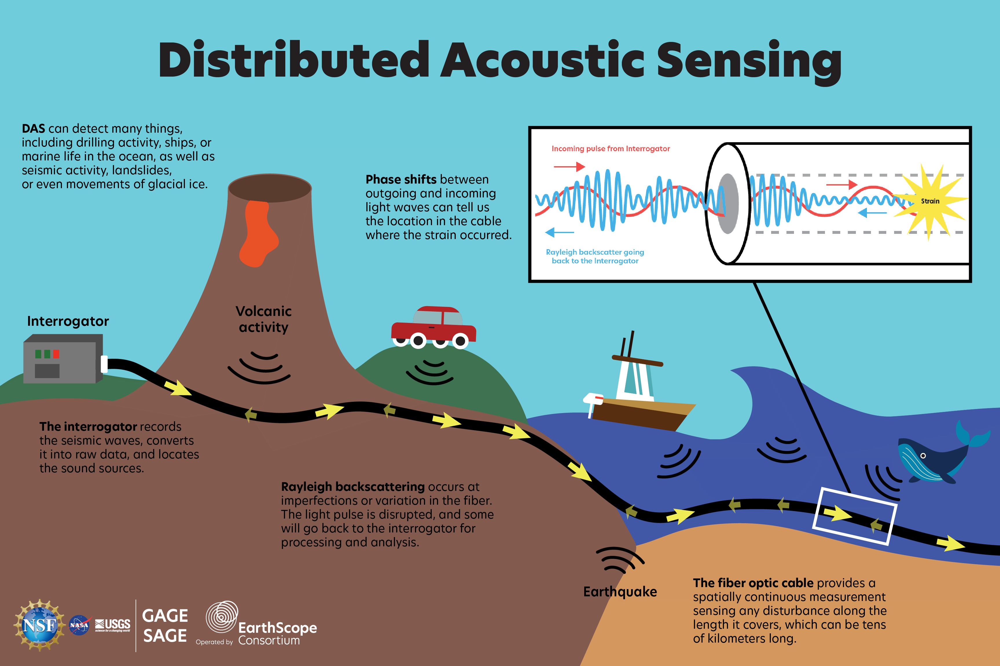 Distributed Acoustic Sensing
DAS can detect many things,
including drilling activity, ships, or
marine life in the ocean, as well as
seismic activity, landslides,
or even movements of glacial ice.
Phase shifts between
outgoing and incoming
light waves can tell us
the location in the cable
where the strain occurred.
Incoming pulse from Interrogator
Strain
Rayleigh backscatter going
back to the Interrogator
Interrogator
Volcanic
activity
The interrogator records
the seismic waves, converts
it into raw data, and locates
the sound sources.
Rayleigh backscattering occurs at
imperfections or variation in the fiber.
The light pulse is disrupted, and some
will go back to the interrogator for
processing and analysis.
Earthquake
The fiber optic cable provides a
spatially continuous measurement
sensing any disturbance along the
length it covers, which can be tens
of kilometers long.
NSF
NASA
USGS
science for a changing world
GAGE
SAGE
Operated by
EarthScope
Consortium